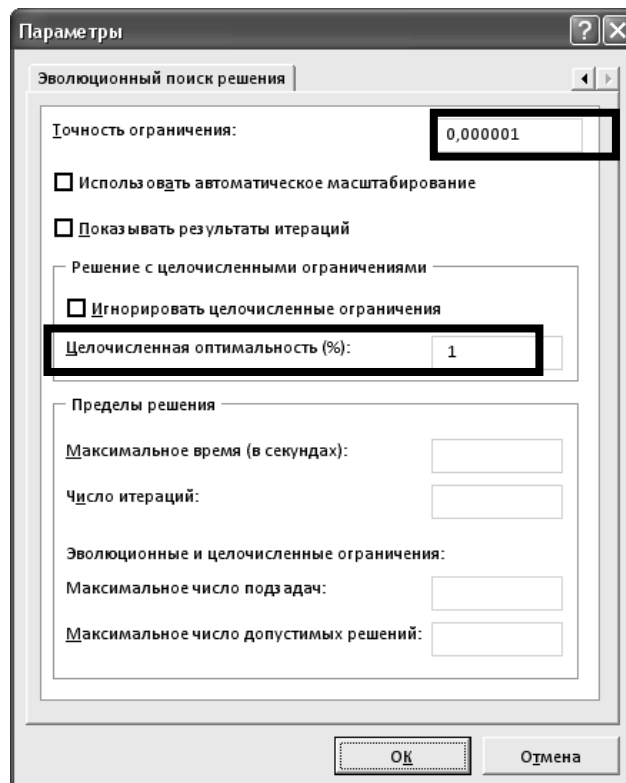 Параметры
Эволюционный поиск решения
Точность ограничения: 0,000001
Использовать автоматическое масштабирование
Показывать результаты итераций
Решение с целочисленными ограничениями
Игнорировать целочисленные ограничения
Целочисленная оптимальность (%): 1
Пределы решения
Максимальное время (в секундах):
Число итераций:
Эволюционные и целочисленные ограничения:
Максимальное число подзадач:
Максимальное число допустимых решений:
ОК Отмена